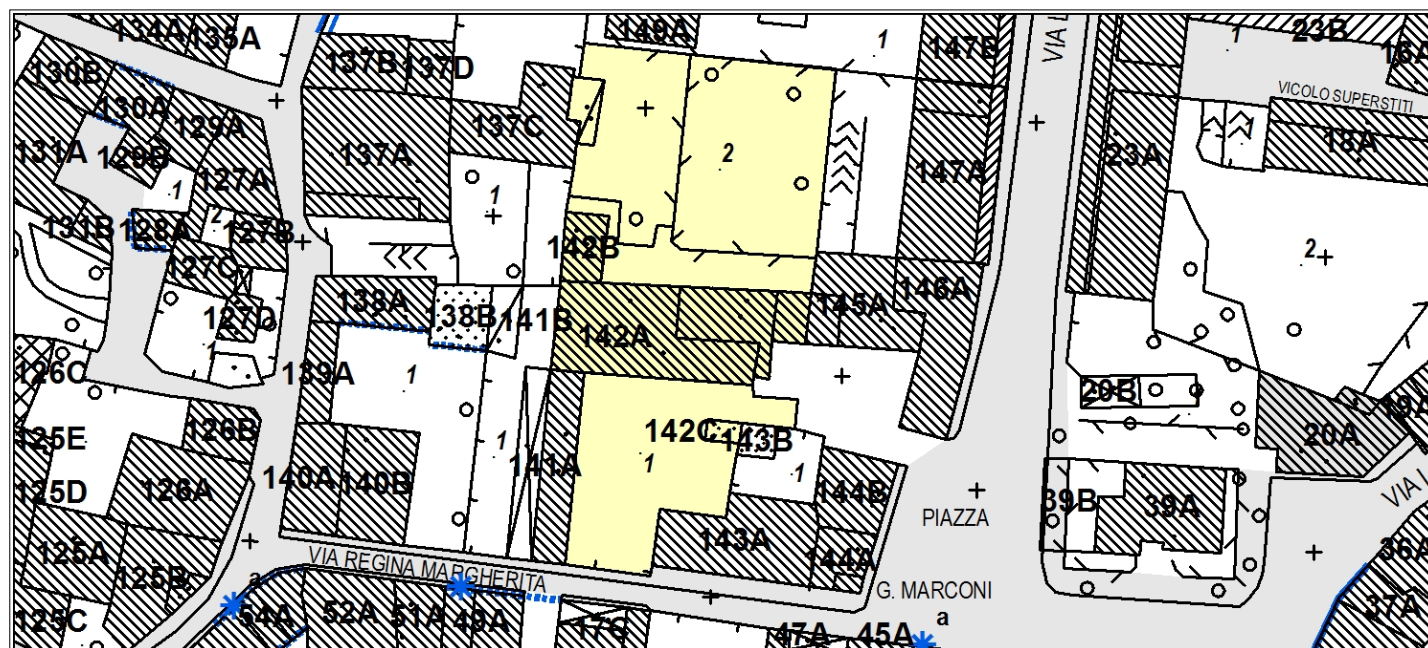 134A
135A
149A
1
147B
VIA
1
23B
16A
130B
137B
137D
130A
129A
137C
VICOLO SUPERSTITI
131A
129B
137A
2
23A
1
18A
1
127A
1
147A
131B
128A
2
127B
142B
2
127C
138A
145A
146A
127D
138B
141B
142A
1
126C
139A
1
20B
19A
126B
1
142C
143B
20A
125E
141A
1
1
125D
126A
140A
140B
144B
39B
39A
VIA
PIAZZA
125A
143A
36A
VIA REGINA MARGHERITA
144A
125B
a
G. MARCONI
125C
54A
52A
51A
49A
17C
47A
45A
a
37A